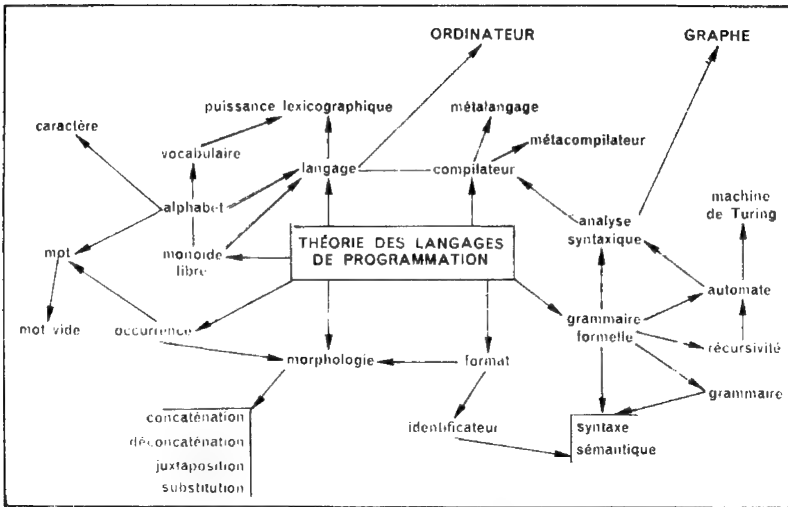 ORDINATEUR
GRAPHE
puissance lexicographique
métalangage
caractère
métacompilateur
vocabulaire
langage
compilateur
machine
de Turing
alphabet
analyse
syntaxique
THÉORIE DES LANGAGES
DE PROGRAMMATION
mot
monoïde
libre
automate
mot vide
occurrence
grammaire
formelle
récursivité
morphologie
format
grammaire
concaténation
identificateur
syntaxe
déconcaténation
sémantique
juxtaposition
substitution